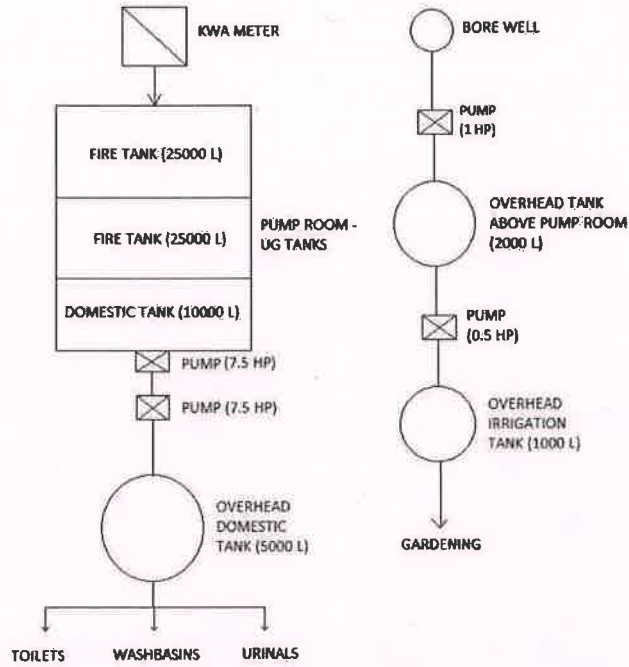 KWA METER
FIRE TANK (25000 L)
FIRE TANK (25000 L)
PUMP ROOM -
UG TANKS
DOMESTIC TANK (10000 L)
PUMP (7.5 HP)
PUMP (7.5 HP)
OVERHEAD
DOMESTIC
TANK (5000 L)
TOILETS
WASHBASINS
URINALS
BORE WELL
PUMP
(1 HP)
OVERHEAD TANK
ABOVE PUMP ROOM
(2000 L)
PUMP
(0.5 HP)
OVERHEAD
IRRIGATION
TANK (1000 L)
GARDENING